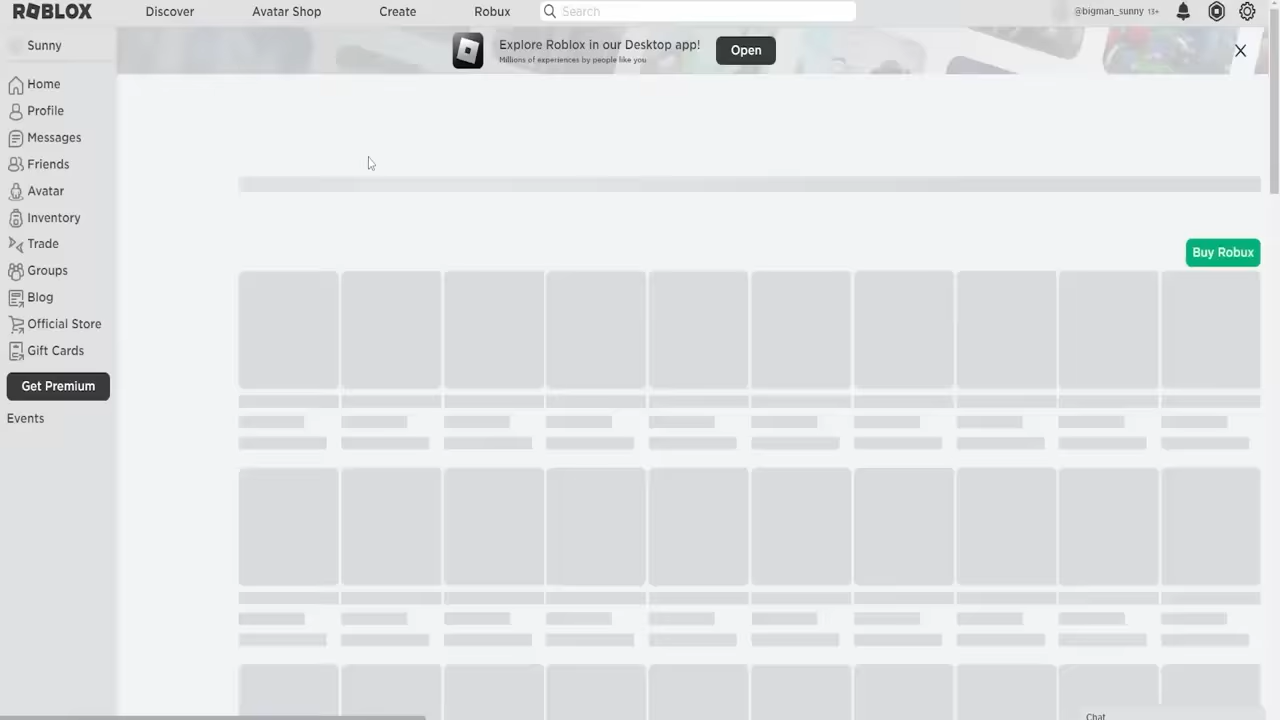 ROBLOX
Discover
Avatar Shop
Create
Robux
Search
@bigman_sunny 13+
Sunny
Explore Roblox in our Desktop app!
Millions of experiences by people like you
Open
Home
Profile
Messages
Friends
Avatar
Inventory
Trade
Groups
Blog
Official Store
Gift Cards
Get Premium
Events
Buy Robux
Chat